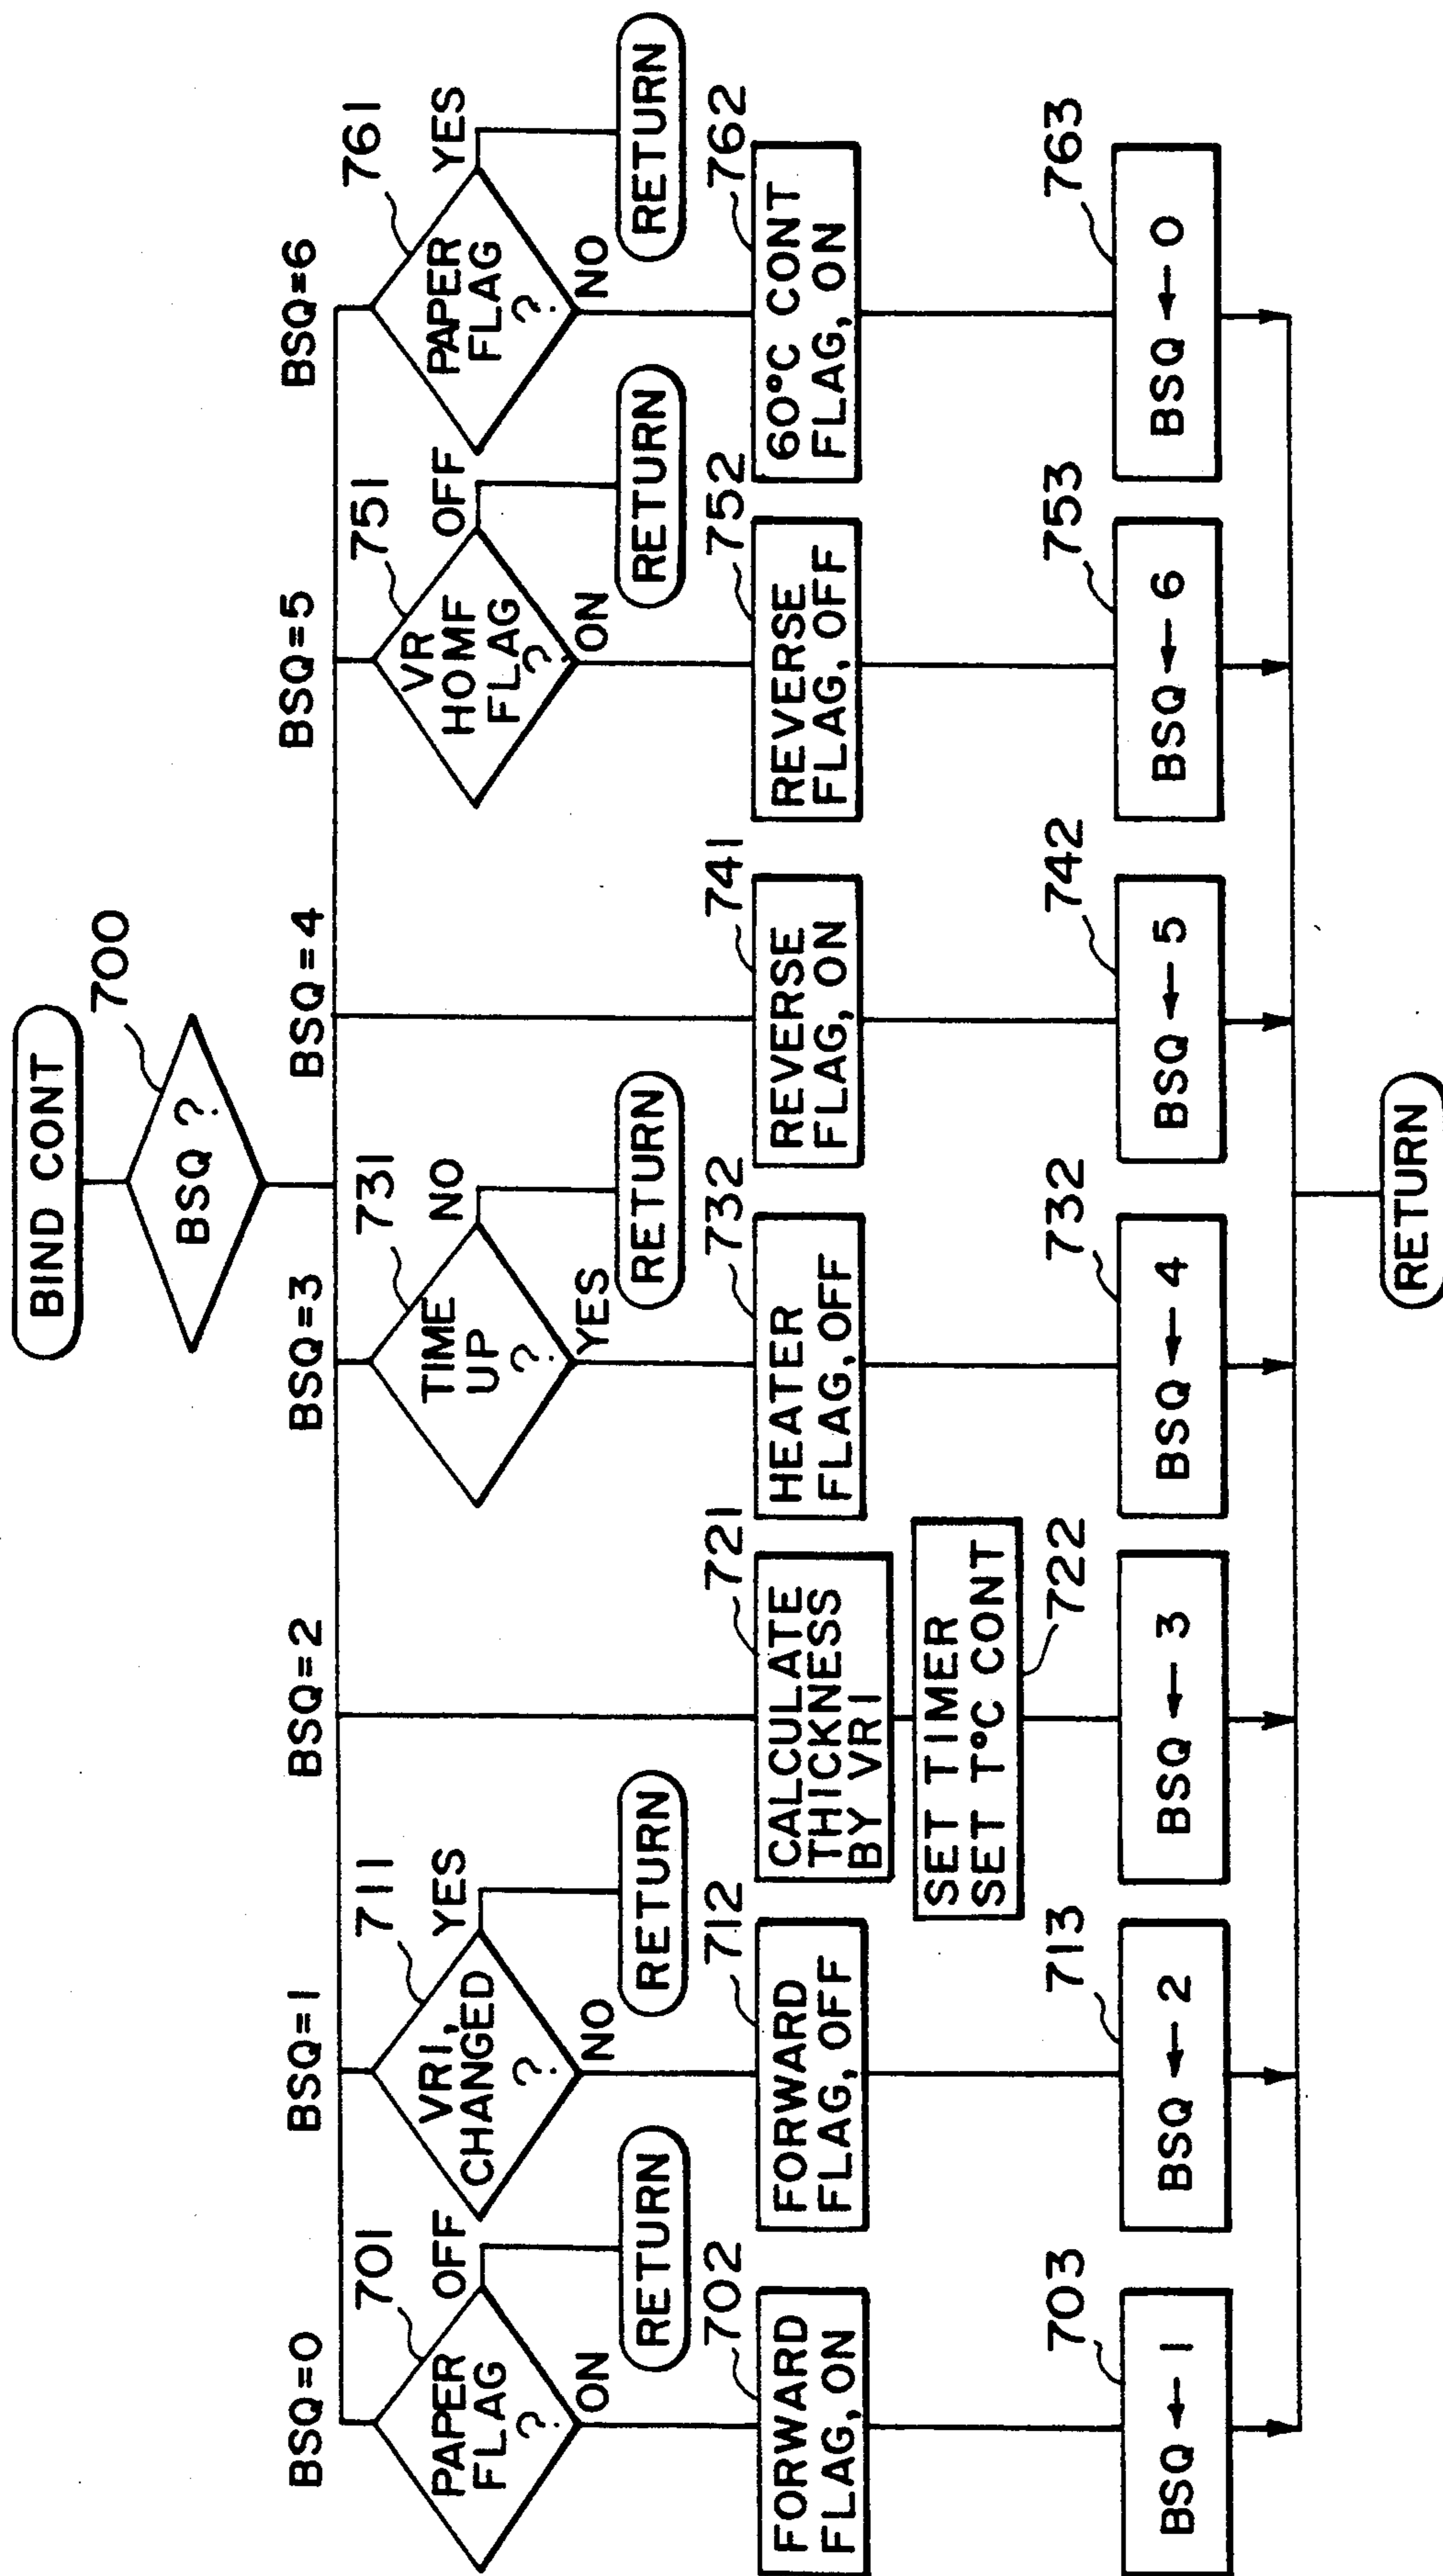 BIND CONT
700
BSQ ?
BSQ=0
701
PAPER
FLAG
?
OFF
RETURN
ON
702
FORWARD
FLAG, ON
703
BSQ ← 1
BSQ=1
711
VR1,
CHANGED
?
YES
RETURN
NO
712
FORWARD
FLAG, OFF
713
BSQ ← 2
BSQ=2
721
CALCULATE
THICKNESS
BY VR1
SET TIMER
SET T°C CONT
722
BSQ ← 3
BSQ=3
731
TIME
UP
?
NO
RETURN
YES
732
HEATER
FLAG, OFF
732
BSQ ← 4
BSQ=4
741
REVERSE
FLAG, ON
742
BSQ ← 5
BSQ=5
751
VR
HOMF
FLAG
?
OFF
RETURN
ON
752
REVERSE
FLAG, OFF
753
BSQ ← 6
BSQ=6
761
PAPER
FLAG
?
YES
RETURN
NO
762
60°C CONT
FLAG, ON
763
BSQ ← 0
RETURN